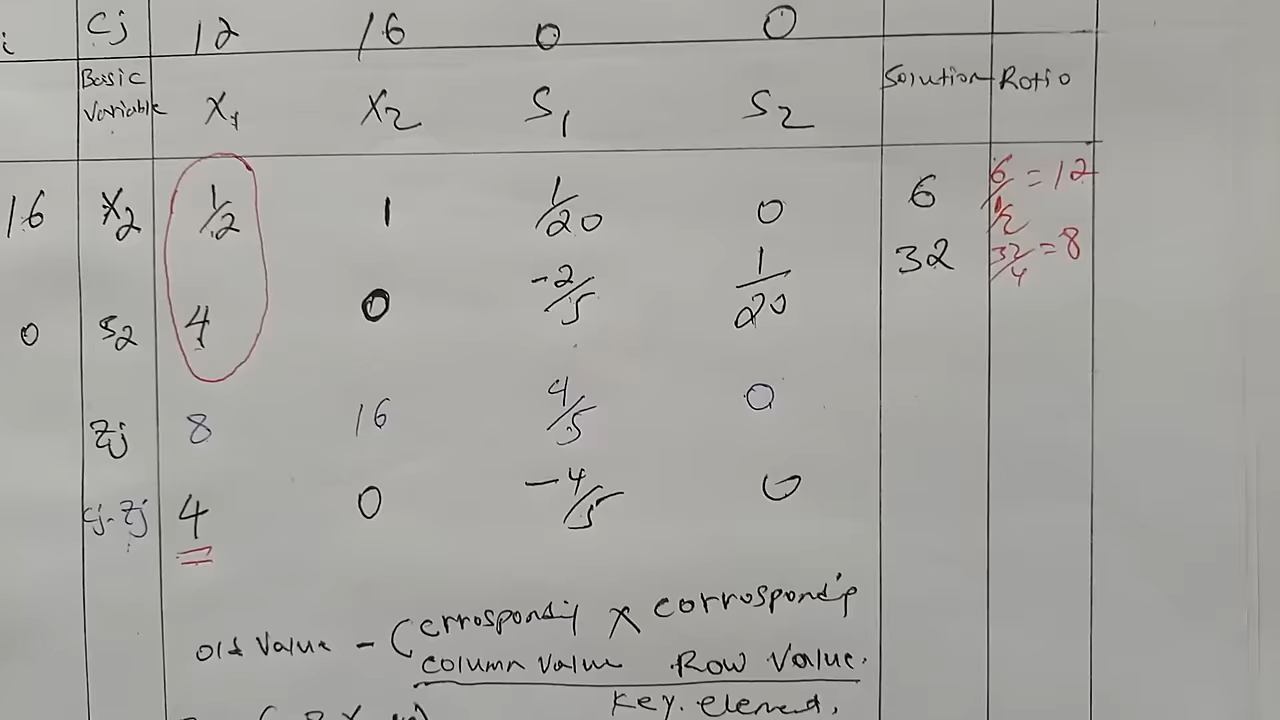 i Cj 12 16 0 0
Basic Variable X1 X2 S1 S2 Solution Ratio
16 X2 1/2 1 1/20 0 6 6/1/2 = 12
0 S2 4 0 -2/5 1/20 32 32/4 = 8
Zj 8 16 4/5 0
Cj-Zj 4 0 -4/5 0
Old Value - (Cerrospondig X corrospondig
column value Row Value.
Key. element,